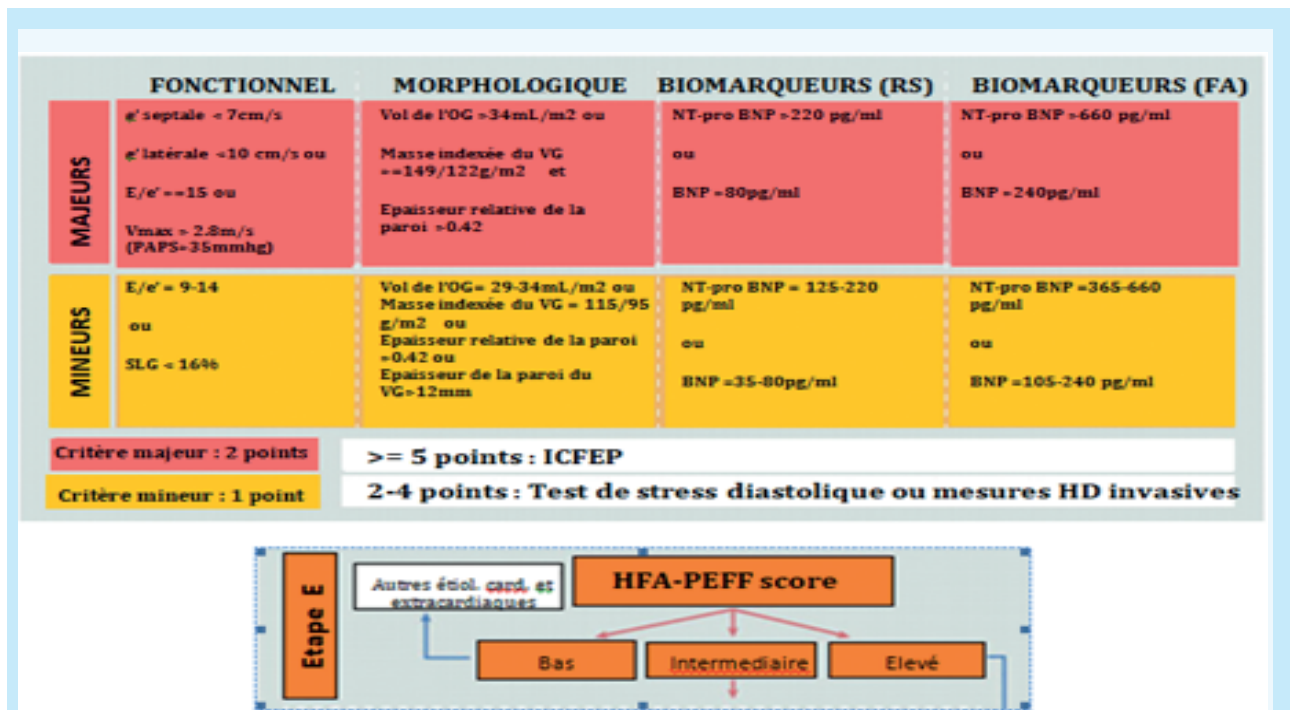 FONCTIONNEL MORPHOLOGIQUE BIOMARQUEURS (RS) BIOMARQUEURS (FA)
MAJEURS
e' septale < 7cm/s
e' latérale <10 cm/s ou
E/e' >=15 ou
Vmax > 2.8m/s
(PAPS>35mmhg)
Vol de l'OG >34mL/m2 ou
Masse indexée du VG
>=149/122g/m2 et
Epaisseur relative de la
paroi >0.42
NT-pro BNP >220 pg/ml
ou
BNP >80pg/ml
NT-pro BNP >660 pg/ml
ou
BNP >240pg/ml
MINEURS
E/e' = 9-14
ou
SLG < 16%
Vol de l'OG= 29-34mL/m2 ou
Masse indexée du VG = 115/95
g/m2 ou
Epaisseur relative de la paroi
>0.42 ou
Epaisseur de la paroi du
VG>12mm
NT-pro BNP = 125-220
pg/ml
ou
BNP =35-80pg/ml
NT-pro BNP =365-660
pg/ml
ou
BNP =105-240 pg/ml
Critère majeur : 2 points
>= 5 points : ICFEP
Critère mineur : 1 point
2-4 points : Test de stress diastolique ou mesures HD invasives
Etape E
Autres étiol. card. et
extracardiaques
HFA-PEFF score
Bas
Intermediaire
Elevé